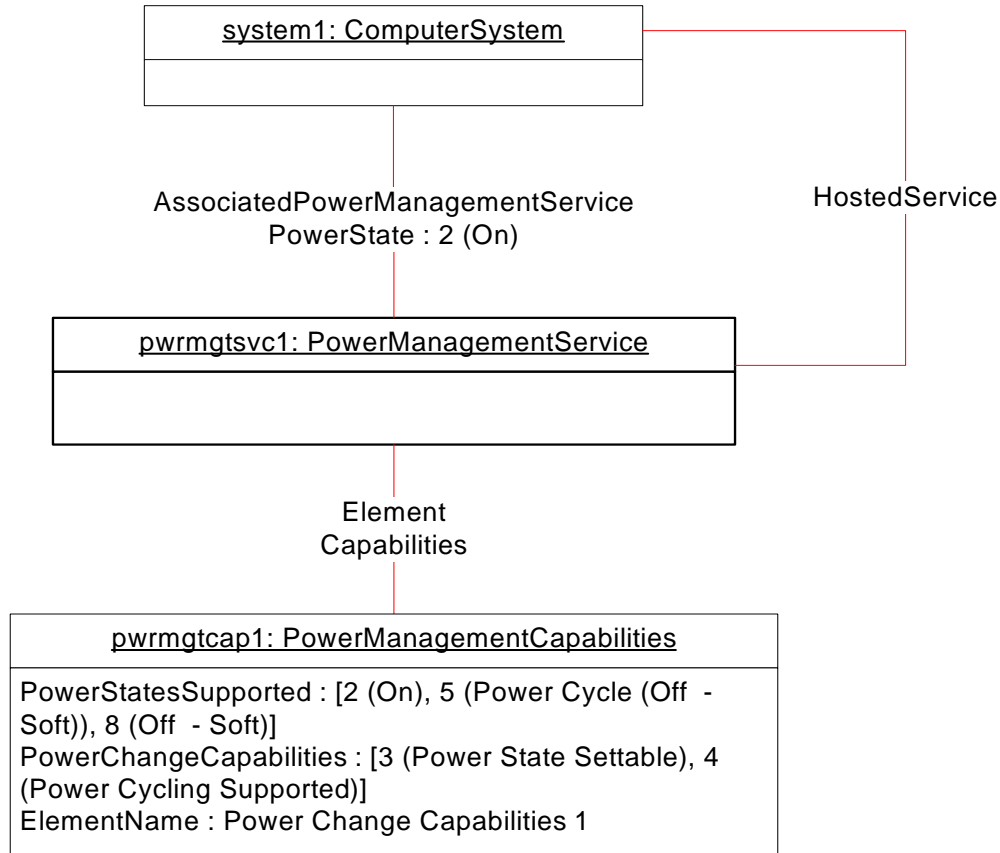 system1: ComputerSystem
AssociatedPowerManagementService
PowerState : 2 (On)
HostedService
pwrmgtsvc1: PowerManagementService
Element
Capabilities
pwrmgtcap1: PowerManagementCapabilities
PowerStatesSupported : [2 (On), 5 (Power Cycle (Off - 
Soft)), 8 (Off - Soft)]
PowerChangeCapabilities : [3 (Power State Settable), 4
(Power Cycling Supported)]
ElementName : Power Change Capabilities 1